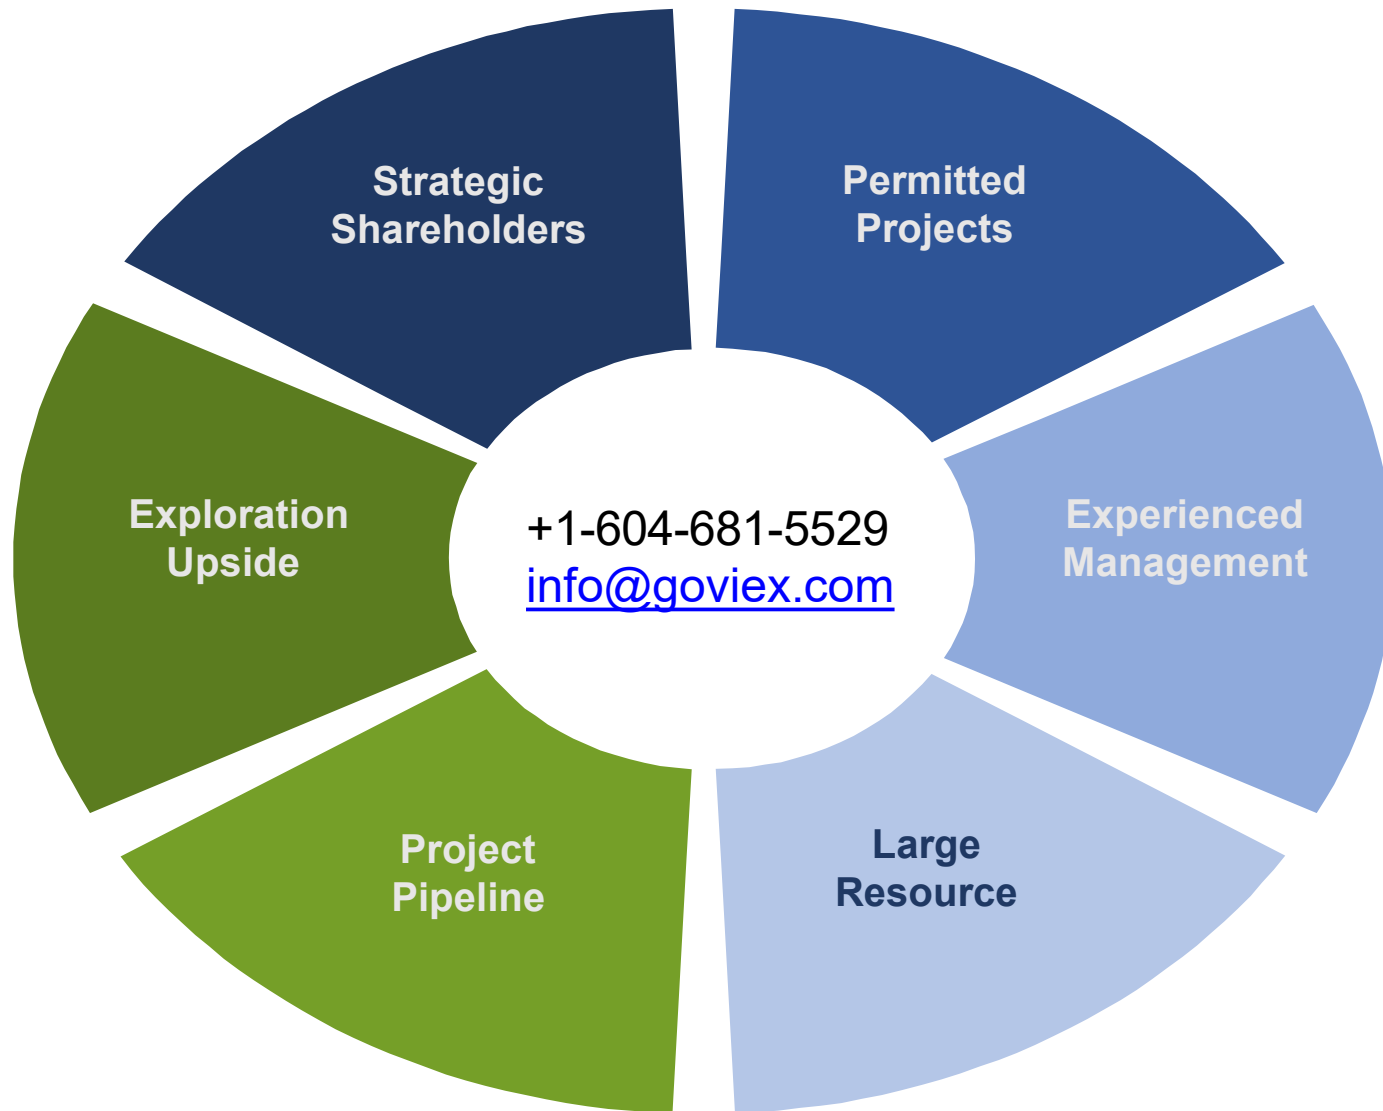 Strategic
Shareholders
Permitted
Projects
Exploration
Upside
+1-604-681-5529
info@goviex.com
Experienced
Management
Project
Pipeline
Large
Resource